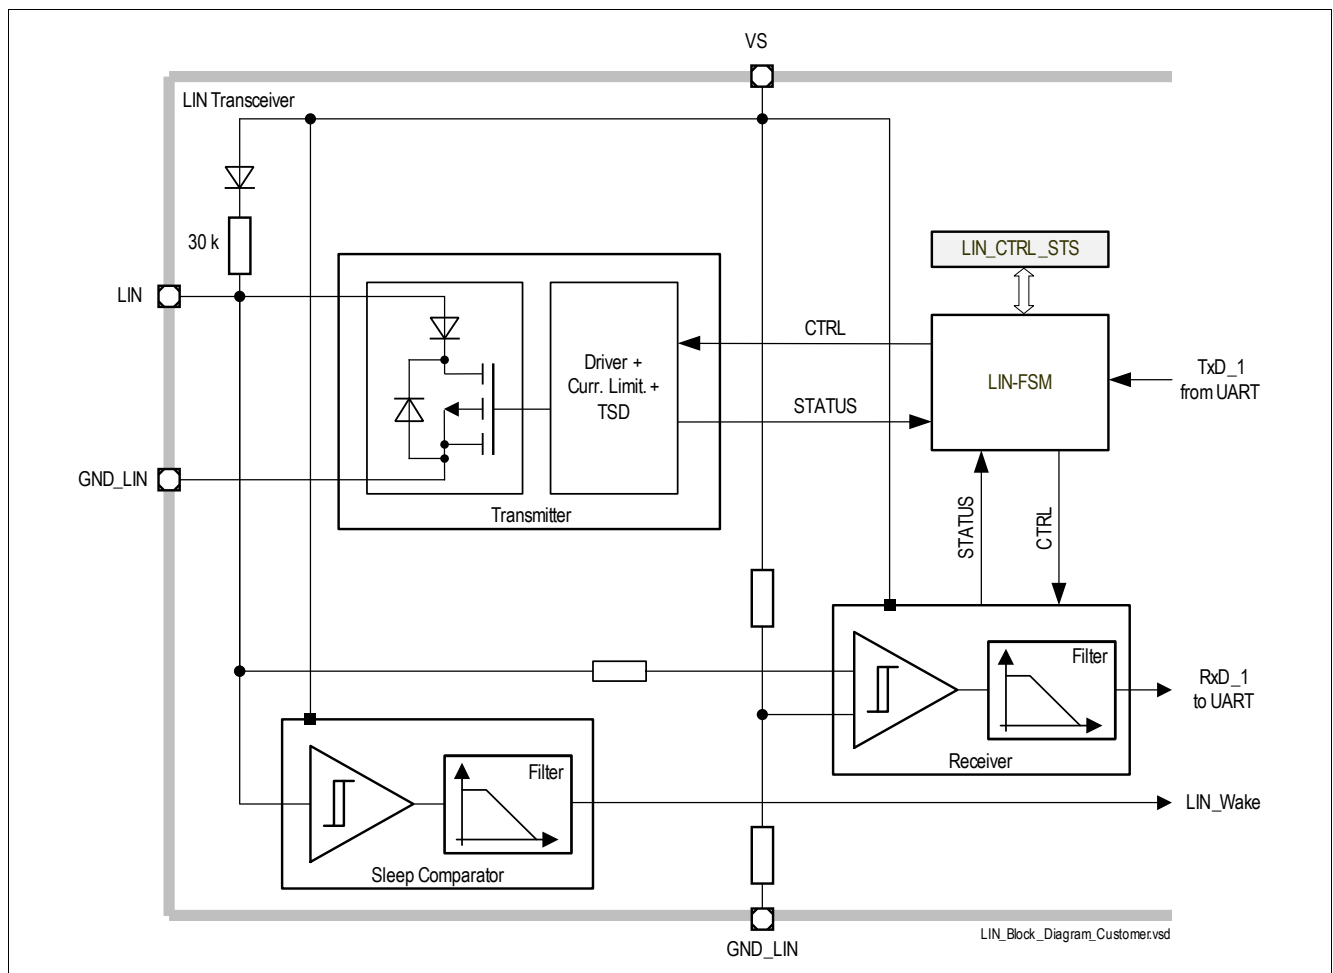 VS
LIN Transceiver
30 k
LIN_CTRL_STS
LIN
CTRL
Driver +
Curr. Limit. +
TSD
LIN-FSM
TxD_1
from UART
STATUS
GND_LIN
Transmitter
STATUS
CTRL
Filter
RxD_1
to UART
Receiver
Filter
LIN_Wake
Sleep Comparator
GND_LIN
LIN_Block_Diagram_Customer.vsd